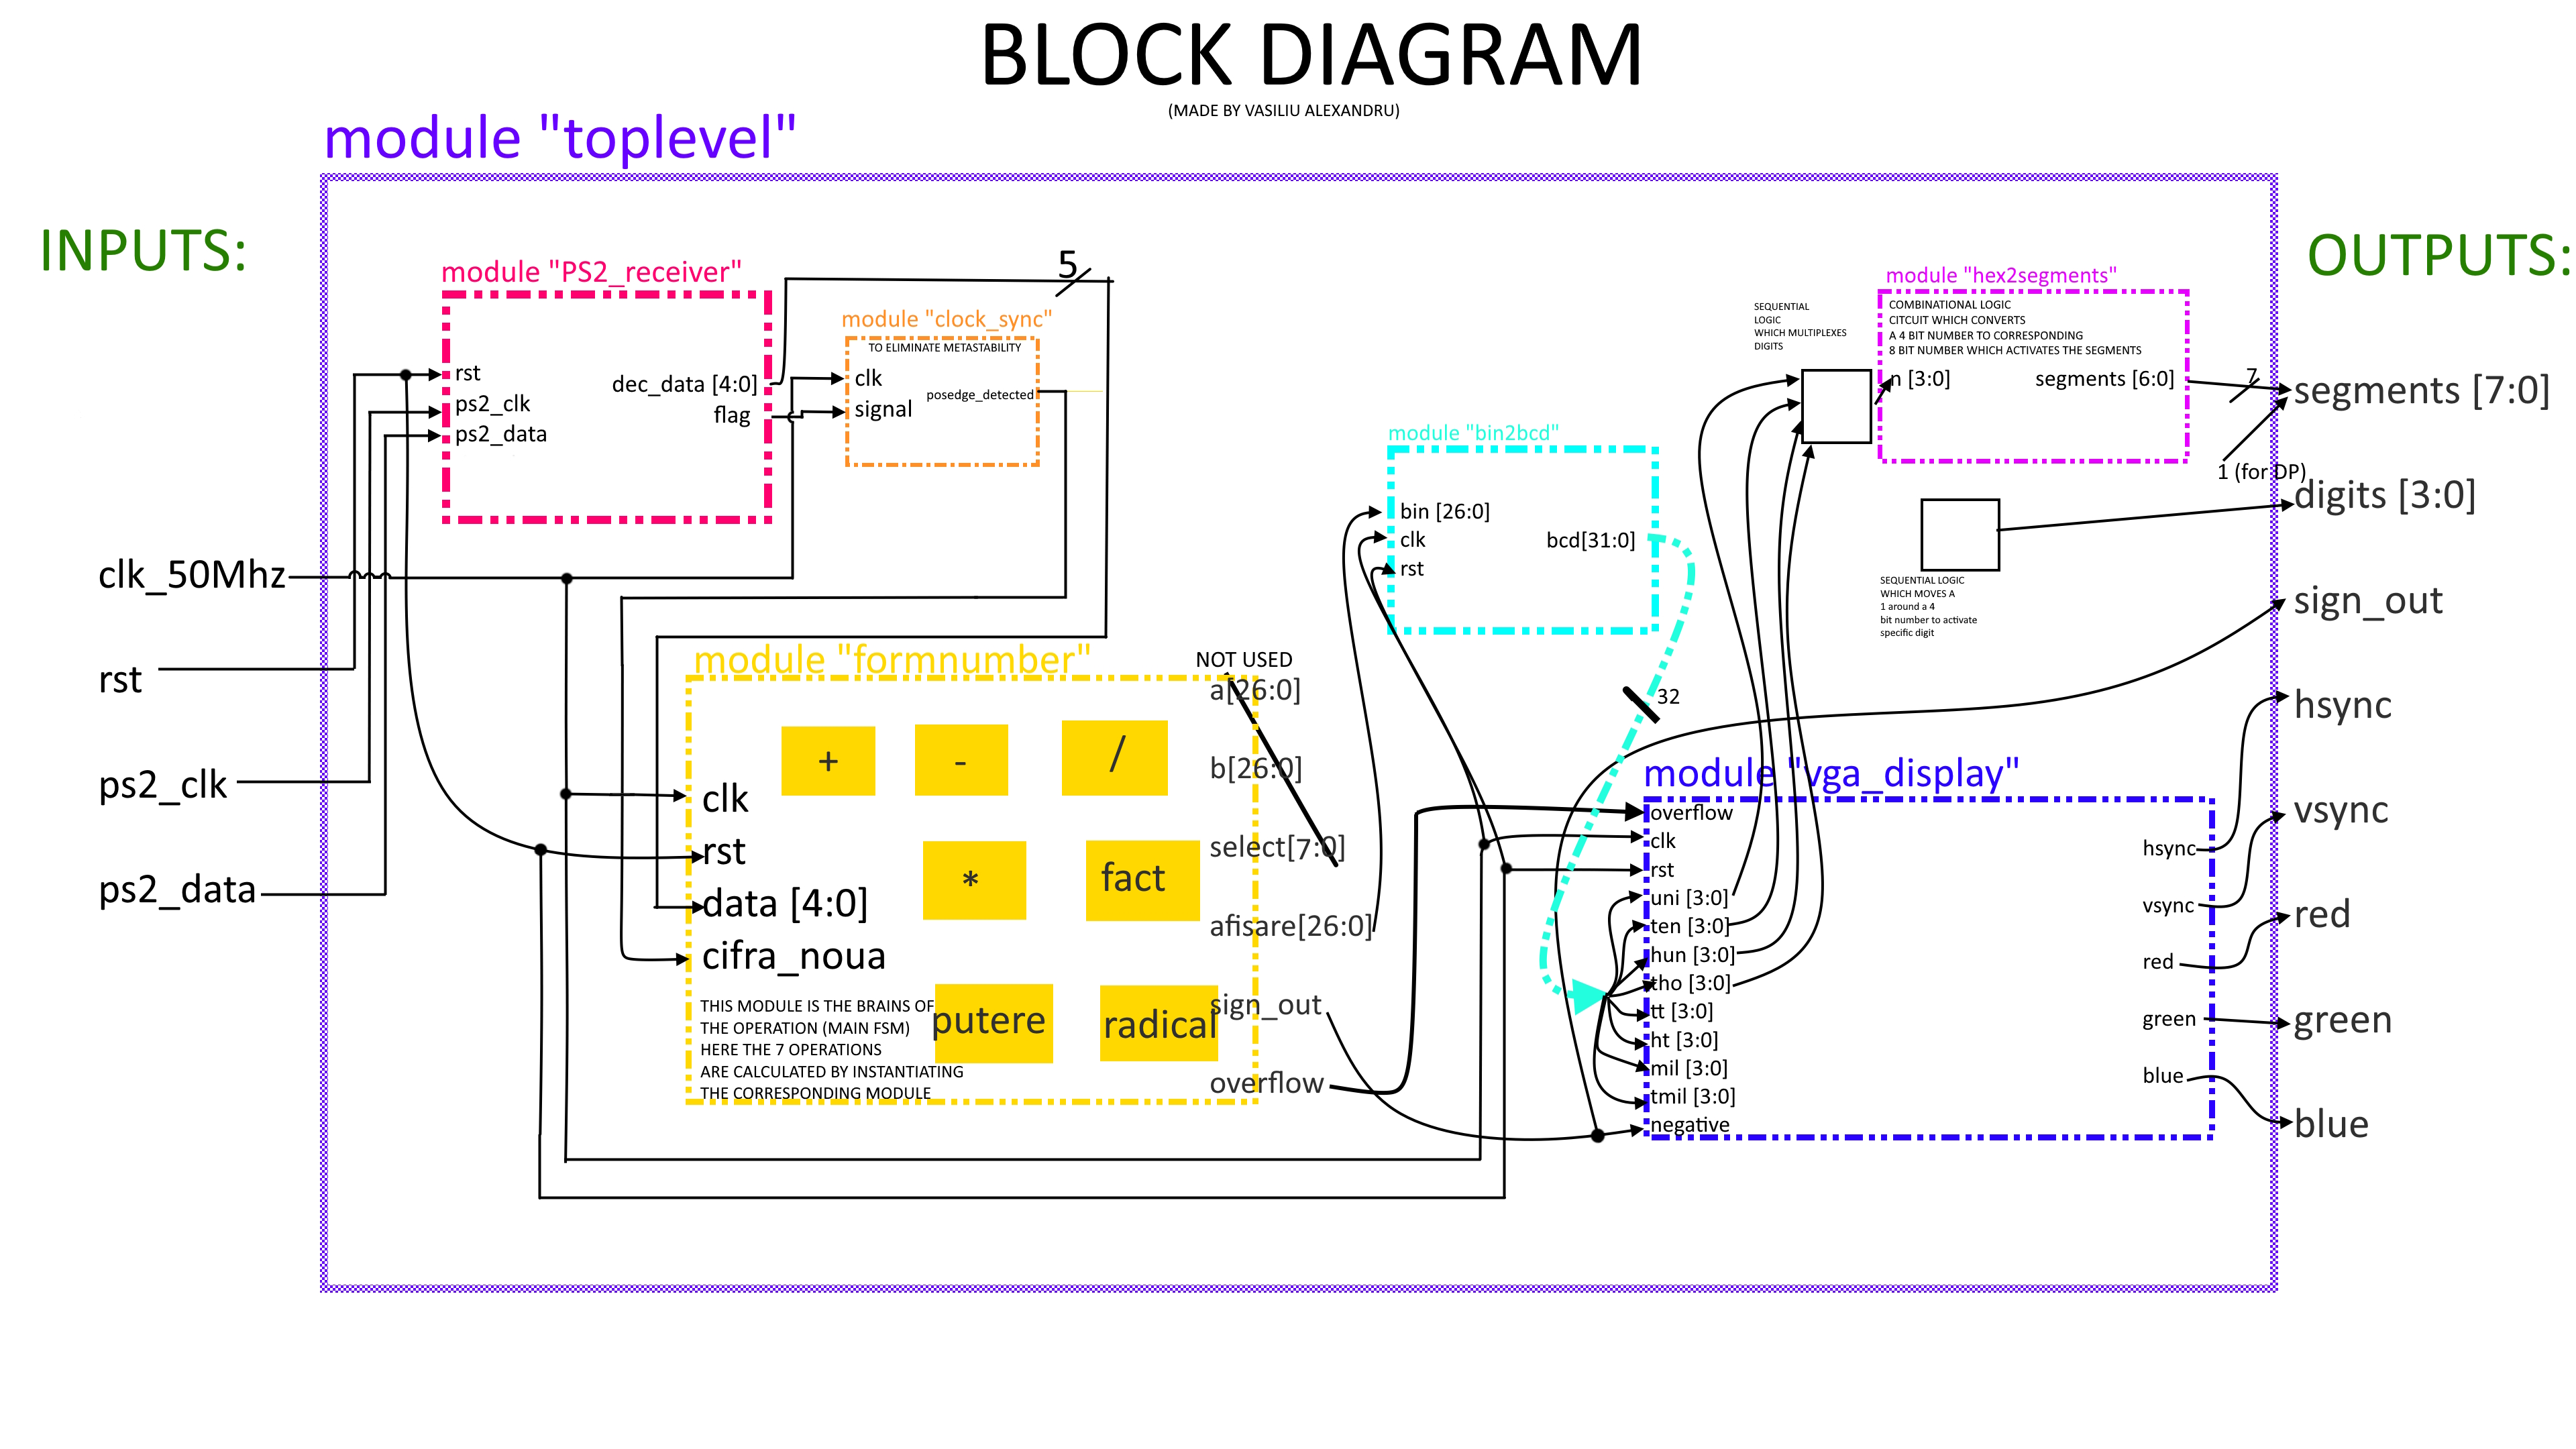 BLOCK DIAGRAM
(MADE BY VASILIU ALEXANDRU)
module "toplevel"
INPUTS:
clk_50Mhz
rst
ps2_clk
ps2_data
module "PS2_receiver"
rst
ps2_clk
ps2_data
dec_data [4:0]
flag
5
module "clock_sync"
TO ELIMINATE METASTABILITY
clk
signal
posedge_detected
module "formnumber"
+
-
/
*
fact
putere
radical
clk
rst
data [4:0]
cifra_noua
THIS MODULE IS THE BRAINS OF
THE OPERATION (MAIN FSM)
HERE THE 7 OPERATIONS
ARE CALCULATED BY INSTANTIATING
THE CORRESPONDING MODULE
NOT USED
a[26:0]
b[26:0]
select[7:0]
afisare[26:0]
sign_out
overflow
module "bin2bcd"
bin [26:0]
clk
rst
bcd[31:0]
32
SEQUENTIAL
LOGIC
WHICH MULTIPLEXES
DIGITS
module "hex2segments"
COMBINATIONAL LOGIC
CITCUIT WHICH CONVERTS
A 4 BIT NUMBER TO CORRESPONDING
8 BIT NUMBER WHICH ACTIVATES THE SEGMENTS
n [3:0]
segments [6:0]
7
1 (for DP)
SEQUENTIAL LOGIC
WHICH MOVES A
1 around a 4
bit number to activate
specific digit
module "vga_display"
overflow
clk
rst
uni [3:0]
ten [3:0]
hun [3:0]
tho [3:0]
tt [3:0]
ht [3:0]
mil [3:0]
tmil [3:0]
negative
hsync
vsync
red
green
blue
OUTPUTS:
segments [7:0]
digits [3:0]
sign_out
hsync
vsync
red
green
blue